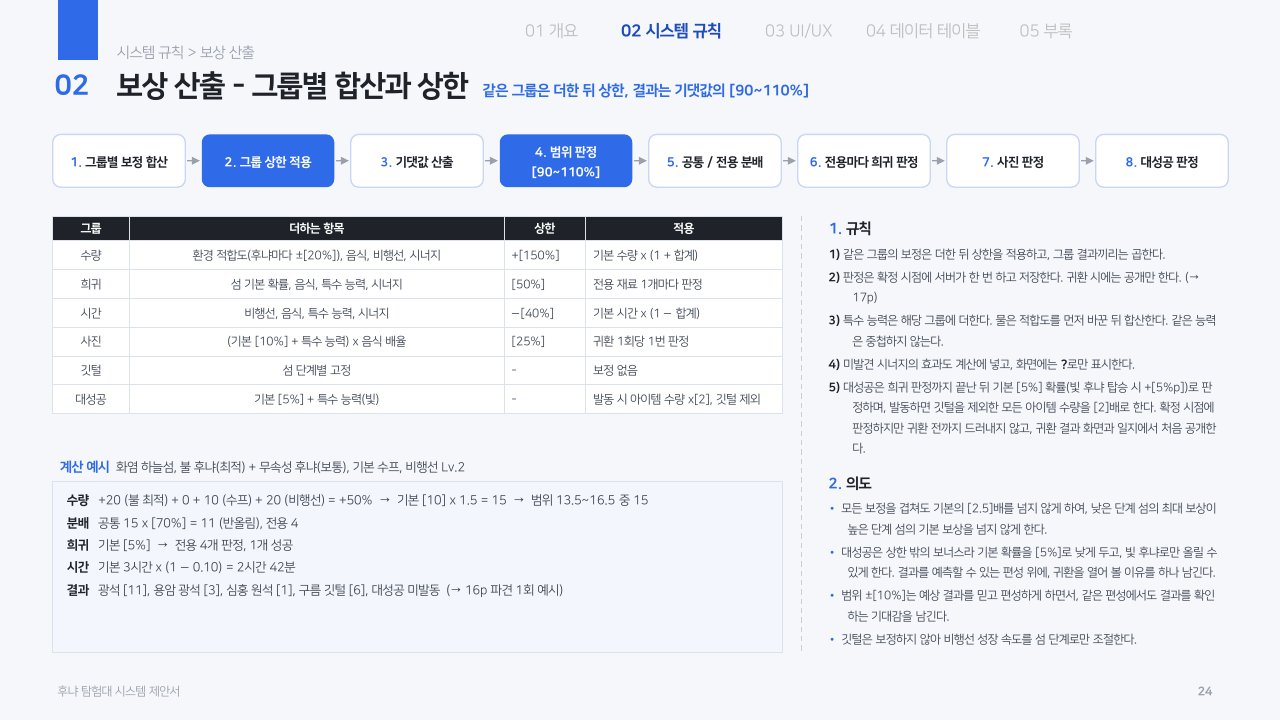 01 개요 02 시스템 규칙 03 UI/UX 04 데이터 테이블 05 부록
시스템 규칙 > 보상 산출
02 보상 산출 - 그룹별 합산과 상한 같은 그룹은 더한 뒤 상한, 결과는 기댓값의 [90~110%]
1. 그룹별 보정 합산
2. 그룹 상한 적용
3. 기댓값 산출
4. 범위 판정
[90~110%]
5. 공통 / 전용 분배
6. 전용마다 희귀 판정
7. 사진 판정
8. 대성공 판정
그룹 더하는 항목 상한 적용
수량 환경 적합도(후냐마다 ±[20%]), 음식, 비행선, 시너지 +[150%] 기본 수량 x (1 + 합계)
희귀 섬 기본 확률, 음식, 특수 능력, 시너지 [50%] 전용 재료 1개마다 판정
시간 비행선, 음식, 특수 능력, 시너지 −[40%] 기본 시간 x (1 − 합계)
사진 (기본 [10%] + 특수 능력) x 음식 배율 [25%] 귀환 1회당 1번 판정
깃털 섬 단계별 고정 - 보정 없음
대성공 기본 [5%] + 특수 능력(빛) - 발동 시 아이템 수량 x[2], 깃털 제외
계산 예시 화염 하늘섬, 불 후냐(최적) + 무속성 후냐(보통), 기본 수프, 비행선 Lv.2
수량 +20 (불 최적) + 0 + 10 (수프) + 20 (비행선) = +50% → 기본 [10] x 1.5 = 15 → 범위 13.5~16.5 중 15
분배 공통 15 x [70%] = 11 (반올림), 전용 4
희귀 기본 [5%] → 전용 4개 판정, 1개 성공
시간 기본 3시간 x (1 − 0.10) = 2시간 42분
결과 광석 [11], 용암 광석 [3], 심홍 원석 [1], 구름 깃털 [6], 대성공 미발동 (→ 16p 파견 1회 예시)
1. 규칙
1) 같은 그룹의 보정은 더한 뒤 상한을 적용하고, 그룹 결과끼리는 곱한다.
2) 판정은 확정 시점에 서버가 한 번 하고 저장한다. 귀환 시에는 공개만 한다. (→
17p)
3) 특수 능력은 해당 그룹에 더한다. 물은 적합도를 먼저 바꾼 뒤 합산한다. 같은 능력
은 중첩하지 않는다.
4) 미발견 시너지의 효과도 계산에 넣고, 화면에는 ?로만 표시한다.
5) 대성공은 희귀 판정까지 끝난 뒤 기본 [5%] 확률(빛 후냐 탑승 시 +[5%p])로 판
정하며, 발동하면 깃털을 제외한 모든 아이템 수량을 [2]배로 한다. 확정 시점에
판정하지만 귀환 전까지 드러내지 않고, 귀환 결과 화면과 일지에서 처음 공개한
다.
2. 의도
• 모든 보정을 겹쳐도 기본의 [2.5]배를 넘지 않게 하여, 낮은 단계 섬의 최대 보상이
높은 단계 섬의 기본 보상을 넘지 않게 한다.
• 대성공은 상한 밖의 보너스라 기본 확률을 [5%]로 낮게 두고, 빛 후냐로만 올릴 수
있게 한다. 결과를 예측할 수 있는 편성 위에, 귀환을 열어 볼 이유를 하나 남긴다.
• 범위 ±[10%]는 예상 결과를 믿고 편성하게 하면서, 같은 편성에서도 결과를 확인
하는 기대감을 남긴다.
• 깃털은 보정하지 않아 비행선 성장 속도를 섬 단계로만 조절한다.
후냐 탐험대 시스템 제안서 24